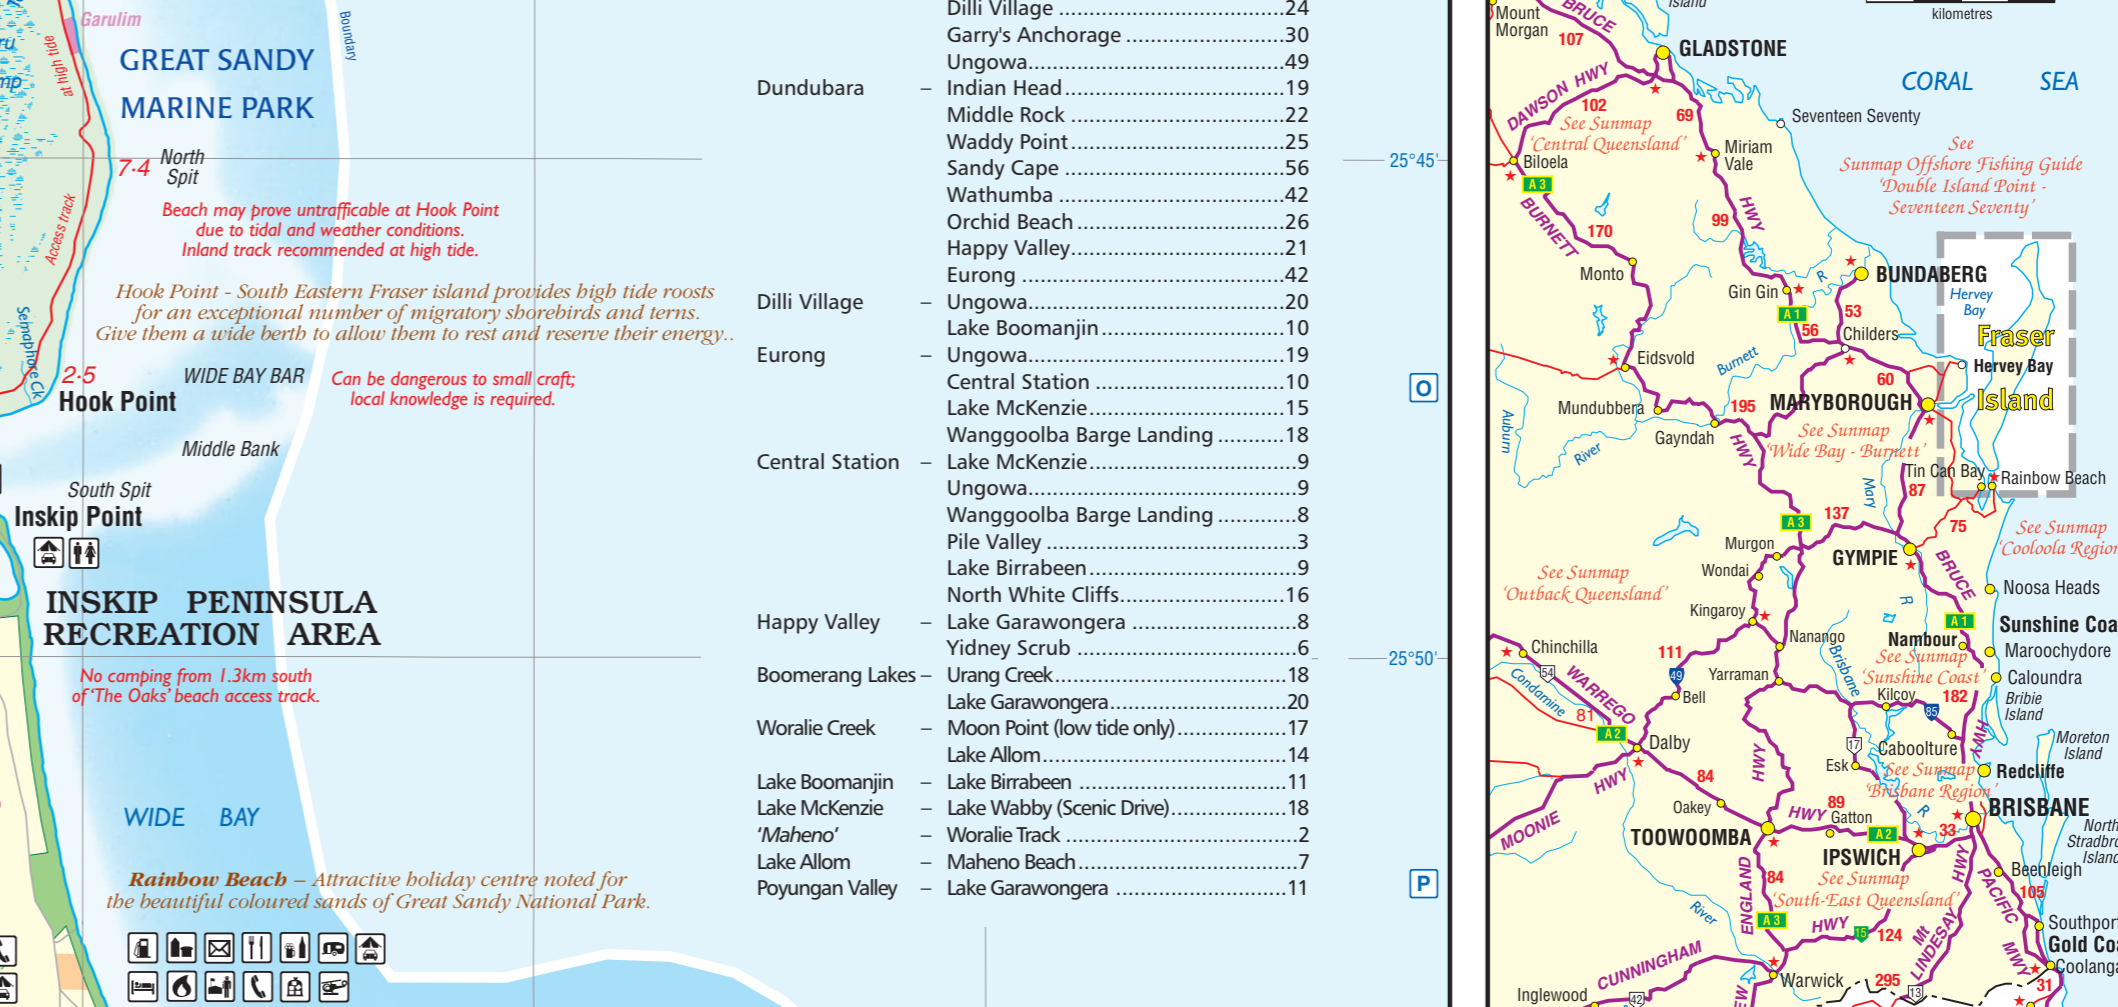 Garulim
at high tide
Boundary
GREAT SANDY
MARINE PARK
7·4
North
Spit
Access track
Beach may prove untrafficable at Hook Point
due to tidal and weather conditions.
Inland track recommended at high tide.
Hook Point - South Eastern Fraser island provides high tide roosts
for an exceptional number of migratory shorebirds and terns.
Give them a wide berth to allow them to rest and reserve their energy..
Semaphore Ck
2·5
WIDE BAY BAR
Hook Point
Can be dangerous to small craft;
local knowledge is required.
Middle Bank
South Spit
Inskip Point
INSKIP PENINSULA
RECREATION AREA
No camping from 1.3km south
of 'The Oaks' beach access track.
WIDE BAY
Rainbow Beach – Attractive holiday centre noted for
the beautiful coloured sands of Great Sandy National Park.
Dilli Village 24
Garry's Anchorage 30
Ungowa 49
Dundubara – Indian Head 19
Middle Rock 22
Waddy Point 25
Sandy Cape 56
Wathumba 42
Orchid Beach 26
Happy Valley 21
Eurong 42
Dilli Village – Ungowa 20
Lake Boomanjin 10
Eurong – Ungowa 19
Central Station 10
Lake McKenzie 15
Wanggoolba Barge Landing 18
Central Station – Lake McKenzie 9
Ungowa 9
Wanggoolba Barge Landing 8
Pile Valley 3
Lake Birrabeen 9
North White Cliffs 16
Happy Valley – Lake Garawongera 8
Yidney Scrub 6
Boomerang Lakes – Urang Creek 18
Lake Garawongera 20
Woralie Creek – Moon Point (low tide only) 17
Lake Allom 14
Lake Boomanjin – Lake Birrabeen 11
Lake McKenzie – Lake Wabby (Scenic Drive) 18
'Maheno' – Woralie Track 2
Lake Allom – Maheno Beach 7
Poyungan Valley – Lake Garawongera 11
25°45'
O
25°50'
P
Island
kilometres
Mount
Morgan
BRUCE
107
GLADSTONE
CORAL SEA
DAWSON HWY
102
69
See Sunmap
'Central Queensland'
Seventeen Seventy
Biloela
Miriam
Vale
See
Sunmap Offshore Fishing Guide
'Double Island Point -
Seventeen Seventy'
A3
BURNETT
170
99
HWY
Monto
Gin Gin
R
BUNDABERG
Hervey
Bay
A1
56
53
Childers
Fraser
Island
Hervey Bay
Eidsvold
Burnett
60
Mundubbera
195
MARYBOROUGH
Gayndah
HWY
See Sunmap
'Wide Bay - Burnett'
Auburn
River
Tin Can Bay
Rainbow Beach
Mary
87
A3
137
75
See Sunmap
'Cooloola Region
Murgon
GYMPIE
Wondai
BRUCE
See Sunmap
'Outback Queensland'
Noosa Heads
Kingaroy
R
A1
Sunshine Coa
Nanango
Nambour
Maroochydore
Chinchilla
111
See Sunmap
'Sunshine Coast'
54
49
Yarraman
Brisbane
Caloundra
Condamine
WARREGO
Bell
Kilcoy
182
Bribie
Island
81
85
A2
HWY
Moreton
Island
Dalby
17
Caboolture
HWY
Esk
Redcliffe
HWY
84
See Sunmap
'Brisbane Region'
Oakey
89
BRISBANE
MOONIE
HWY
Gatton
R
TOOWOOMBA
A2
33
North
Stradbro
Island
IPSWICH
HWY
Beenleigh
84
See Sunmap
'South-East Queensland'
PACIFIC
105
ENGLAND
River
A3
HWY
15
124
Mt
LINDESAY
Southport
Gold Coa
MWY
Coolanga
CUNNINGHAM
Warwick
295
31
Inglewood
42
13